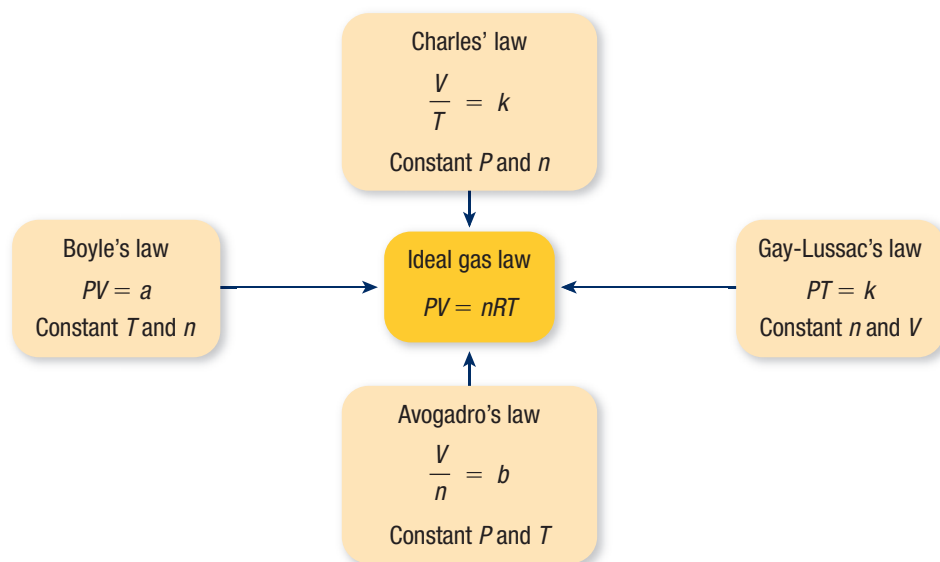 Charles’ law
V
T
= k
Constant P and n
Boyle’s law
PV = a
Constant T and n
Ideal gas law
PV = nRT
Gay-Lussac’s law
PT = k
Constant n and V
Avogadro’s law
V
n
= b
Constant P and T